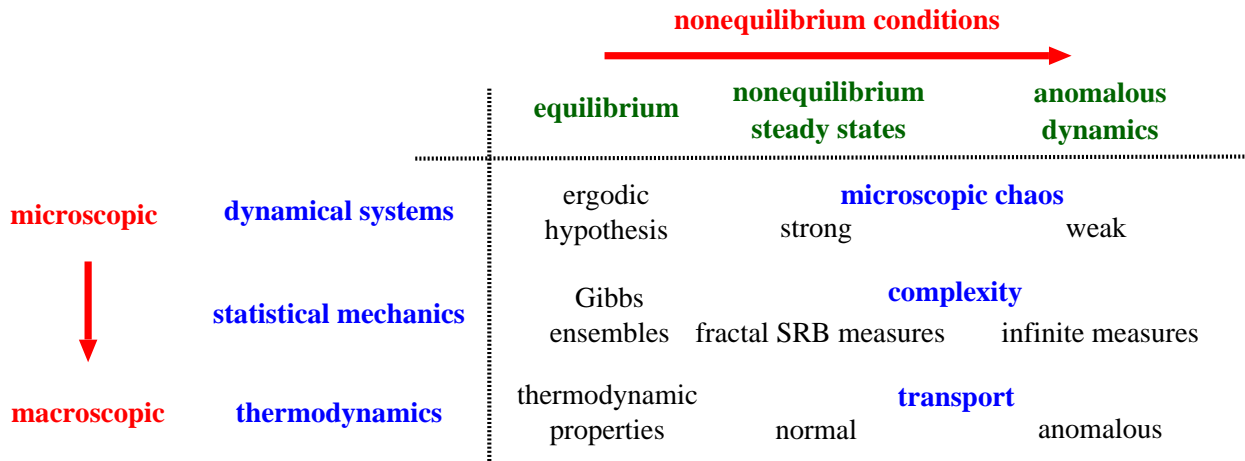 nonequilibrium conditions
equilibrium nonequilibrium steady states anomalous dynamics
microscopic dynamical systems ergodic hypothesis microscopic chaos
strong weak
statistical mechanics Gibbs ensembles complexity
fractal SRB measures infinite measures
macroscopic thermodynamics thermodynamic properties transport
normal anomalous